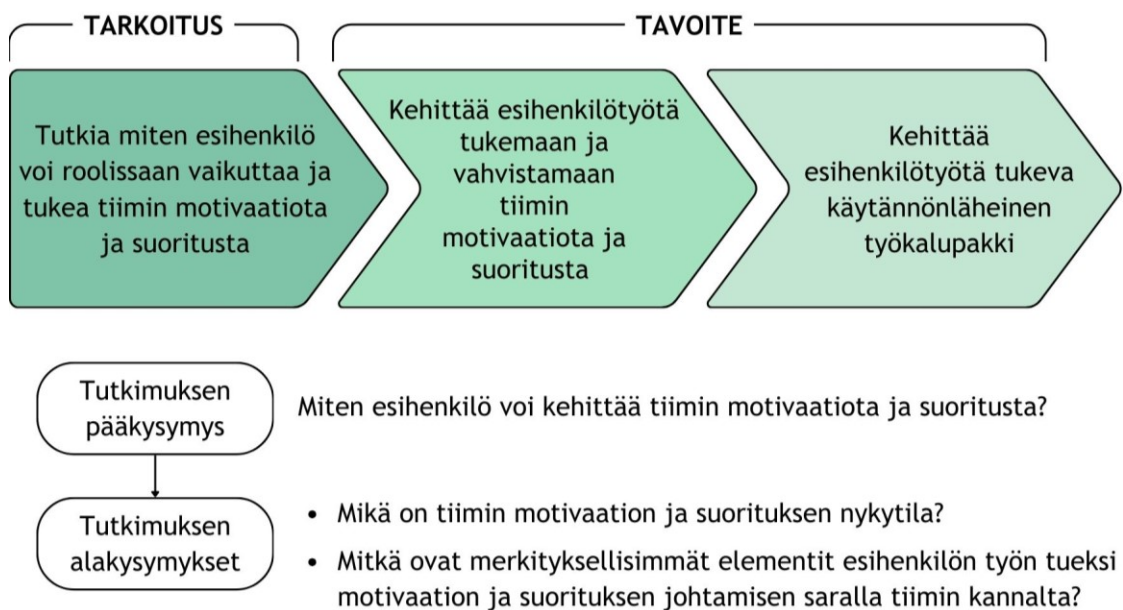 TARKOITUS
TAVOITE
Tutkia miten esihenkilö
voi roolissaan vaikuttaa ja
tukea tiimin motivaatiota
ja suoritusta
Kehittää esihenkilötyötä
tukemaan ja
vahvistamaan
tiimin
motivaatiota ja
suoritusta
Kehittää
esihenkilötyötä tukeva
käytännönläheinen
työkalupakki
Tutkimuksen
pääkysymys
Miten esihenkilö voi kehittää tiimin motivaatiota ja suoritusta?
Tutkimuksen
alakysymykset
• Mikä on tiimin motivaation ja suorituksen nykytila?
• Mitkä ovat merkityksellisimmät elementit esihenkilön työn tueksi
motivaation ja suorituksen johtamisen saralla tiimin kannalta?